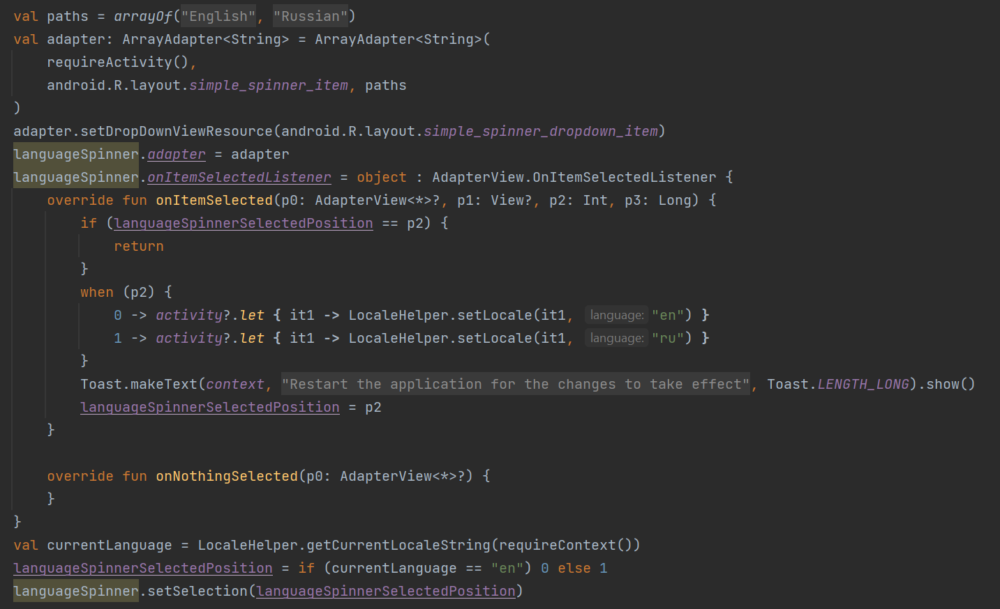 val paths = arrayOf("English", "Russian")
val adapter: ArrayAdapter<String> = ArrayAdapter<String>(
    requireActivity(),
    android.R.layout.simple_spinner_item, paths
)
adapter.setDropDownViewResource(android.R.layout.simple_spinner_dropdown_item)
languageSpinner.adapter = adapter
languageSpinner.onItemSelectedListener = object : AdapterView.OnItemSelectedListener {
    override fun onItemSelected(p0: AdapterView<*>?, p1: View?, p2: Int, p3: Long) {
        if (languageSpinnerSelectedPosition == p2) {
            return
        }
        when (p2) {
            0 -> activity?.let { it1 -> LocaleHelper.setLocale(it1, language: "en") }
            1 -> activity?.let { it1 -> LocaleHelper.setLocale(it1, language: "ru") }
        }
        Toast.makeText(context, "Restart the application for the changes to take effect", Toast.LENGTH_LONG).show()
        languageSpinnerSelectedPosition = p2
    }
    override fun onNothingSelected(p0: AdapterView<*>?) {
    }
}
val currentLanguage = LocaleHelper.getCurrentLocaleString(requireContext())
languageSpinnerSelectedPosition = if (currentLanguage == "en") 0 else 1
languageSpinner.setSelection(languageSpinnerSelectedPosition)